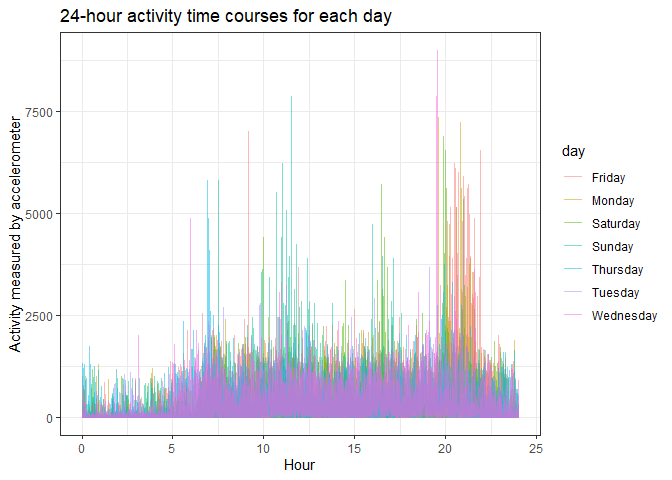 24-hour activity time courses for each day
Activity measured by accelerometer
7500
5000
2500
0
0
5
10
15
20
25
Hour
day
Friday
Monday
Saturday
Sunday
Thursday
Tuesday
Wednesday